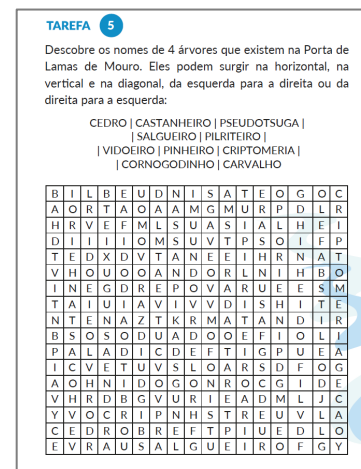 TAREFA 5
Descobre os nomes de 4 árvores que existem na Porta de
Lamas de Mouro. Eles podem surgir na horizontal, na
vertical e na diagonal, da esquerda para a direita ou da
direita para a esquerda:
CEDRO | CASTANHEIRO | PSEUDOTSUGA |
| SALGUEIRO | PILRITEIRO |
| VIDOEIRO | PINHEIRO | CRIPTOMERIA |
| CORNOGODINHO | CARVALHO
B I L B E U D N I S A T E O G O C
A O R T A O A A M G M U R P D L R
H R V E F M L S U A S I A L H E I
D I I I I O M S U V T P S O I F P
T E D X D V T A N E E I H R N A T
V H O U O O A N D O R L N I H B O
I N E G D R E P O V A R U E E S M
T A I U I A V I V V D I S H I T E
N T E N A Z T K R M A T A N D I R
B S O S O D U A D O O E F I O L I
P A L A D I C D E F T I G P U E A
I C V E T U V S L O A R S D F O G
A O H N I D O G O N R O C G I D E
V H R D B G V U R I E A D M L J C
Y V O C R I P N H S T R E U V L A
C E D R O B R E F T P I U E D L O
E V R A U S A L G U E I R O F G Y